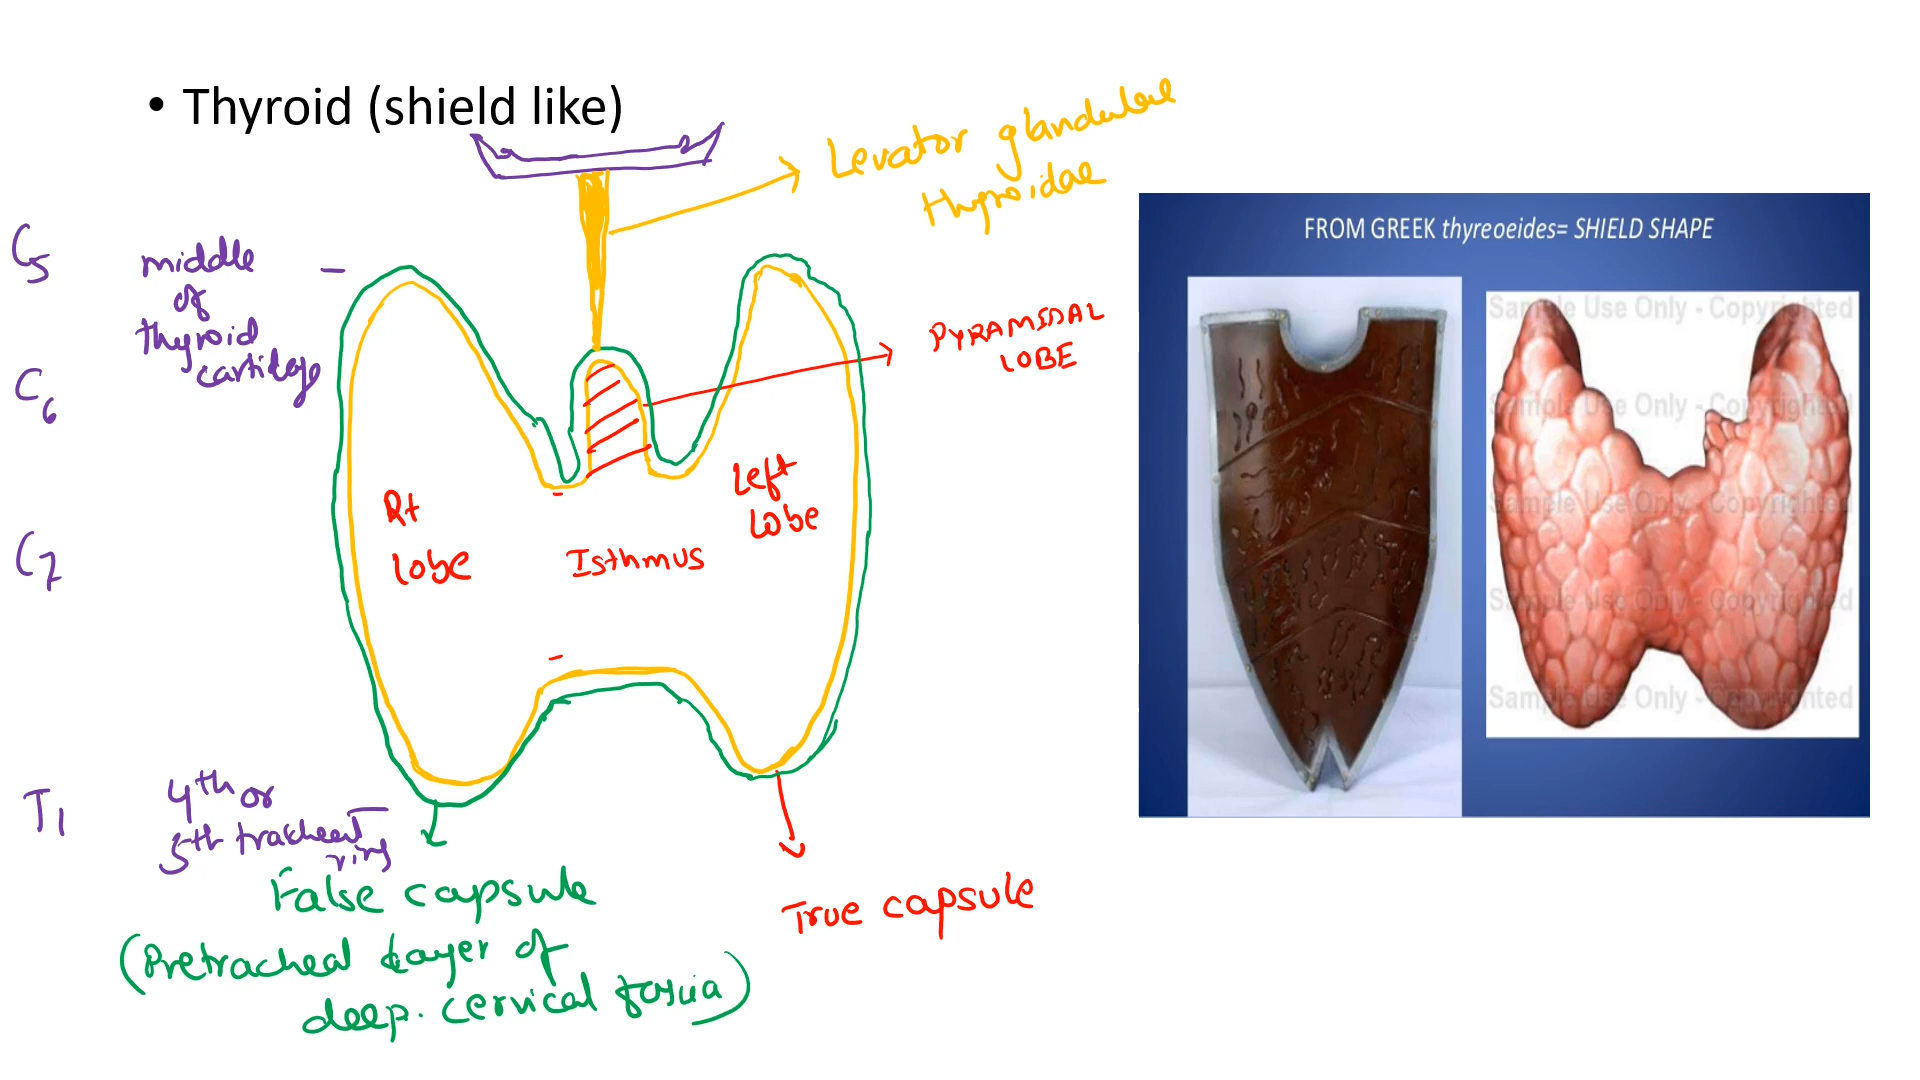 • Thyroid (shield like)
Levator glandulae
thyroidae
C5
middle
of
thyroid
cartilage
C6
PYRAMIDAL
LOBE
Rt
lobe
Left
lobe
Isthmus
C7
T1
4th or
5th tracheal
ring
False capsule
(Pretracheal layer of
deep. cervical fascia)
True capsule
FROM GREEK thyreoeides= SHIELD SHAPE
Sample Use Only - Copyrighted
Sample Use Only - Copyrighted
Sample Use Only - Copyrighted
Sample Use Only - Copyrighted
Sample Use Only - Copyrighted